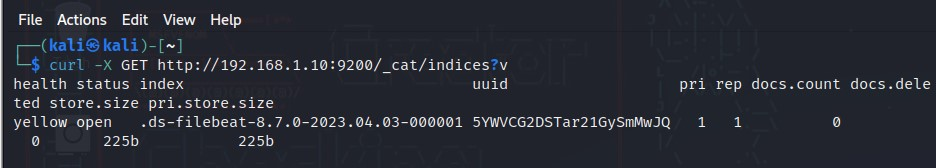 File Actions Edit View Help
┌──(kali㉿kali)-[~]
└─$ curl -X GET http://192.168.1.10:9200/_cat/indices?v
health status index                                uuid                   pri rep docs.count docs.dele
ted store.size pri.store.size
yellow open   .ds-filebeat-8.7.0-2023.04.03-000001 5YWVCG2DSTar21GySmMwJQ   1   1          0
  0       225b           225b